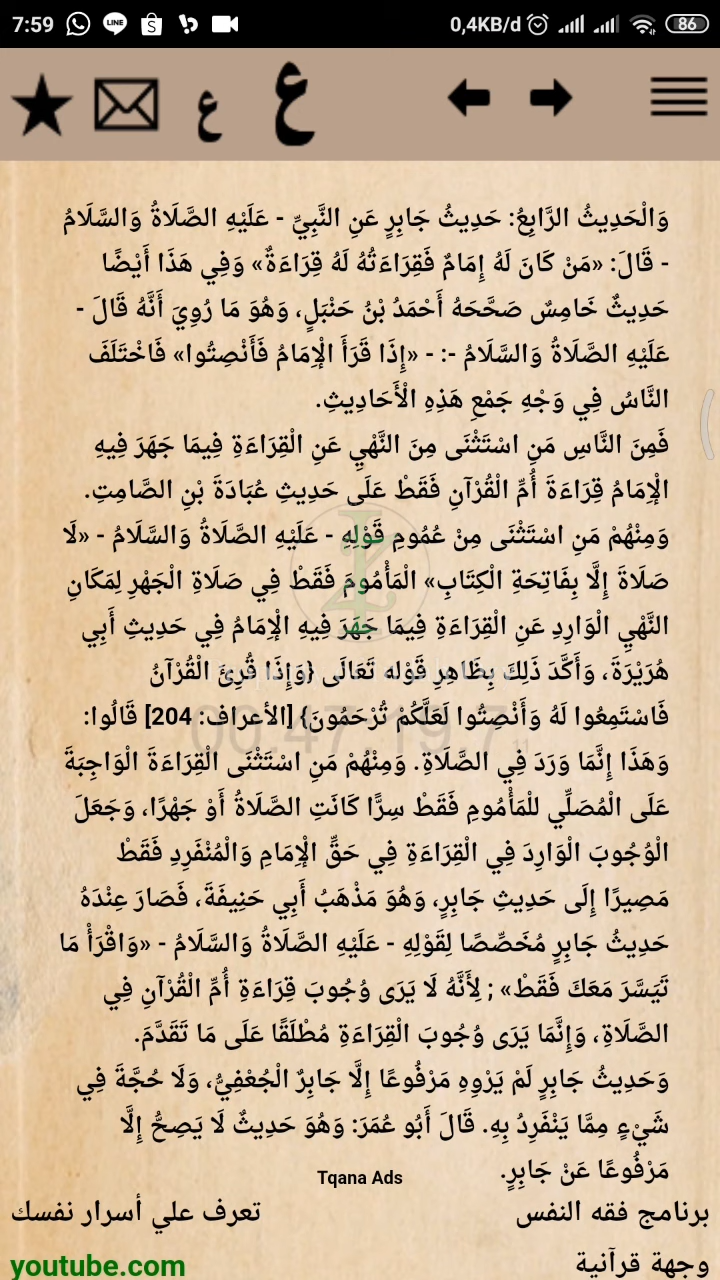 7:59
0,4KB/d
86
ع ع
وَالْحَدِيثُ الرَّابِعُ: حَدِيثُ جَابِرٍ عَنِ النَّبِيِّ - عَلَيْهِ الصَّلَاةُ وَالسَّلَامُ
- قَالَ: «مَنْ كَانَ لَهُ إِمَامٌ فَقِرَاءَتُهُ لَهُ قِرَاءَةٌ» وَفِي هَذَا أَيْضًا
حَدِيثٌ خَامِسٌ صَحَّحَهُ أَحْمَدُ بْنُ حَنْبَلٍ، وَهُوَ مَا رُوِيَ أَنَّهُ قَالَ -
عَلَيْهِ الصَّلَاةُ وَالسَّلَامُ -: - «إِذَا قَرَأَ الْإِمَامُ فَأَنْصِتُوا» فَاخْتَلَفَ
النَّاسُ فِي وَجْهِ جَمْعِ هَذِهِ الْأَحَادِيثِ.
فَمِنَ النَّاسِ مَنِ اسْتَثْنَى مِنَ النَّهْيِ عَنِ الْقِرَاءَةِ فِيمَا جَهَرَ فِيهِ
الْإِمَامُ قِرَاءَةَ أُمِّ الْقُرْآنِ فَقَطْ عَلَى حَدِيثِ عُبَادَةَ بْنِ الصَّامِتِ.
وَمِنْهُمْ مَنِ اسْتَثْنَى مِنْ عُمُومِ قَوْلِهِ - عَلَيْهِ الصَّلَاةُ وَالسَّلَامُ - «لَا
صَلَاةَ إِلَّا بِفَاتِحَةِ الْكِتَابِ» الْمَأْمُومَ فَقَطْ فِي صَلَاةِ الْجَهْرِ لِمَكَانِ
النَّهْيِ الْوَارِدِ عَنِ الْقِرَاءَةِ فِيمَا جَهَرَ فِيهِ الْإِمَامُ فِي حَدِيثِ أَبِي
هُرَيْرَةَ، وَأَكَّدَ ذَلِكَ بِظَاهِرِ قَوْله تَعَالَى {وَإِذَا قُرِئَ الْقُرْآنُ
فَاسْتَمِعُوا لَهُ وَأَنْصِتُوا لَعَلَّكُمْ تُرْحَمُونَ} [الأعراف: 204] قَالُوا:
وَهَذَا إِنَّمَا وَرَدَ فِي الصَّلَاةِ. وَمِنْهُمْ مَنِ اسْتَثْنَى الْقِرَاءَةَ الْوَاجِبَةَ
عَلَى الْمُصَلِّي للْمَأْمُومِ فَقَطْ سِرًّا كَانَتِ الصَّلَاةُ أَوْ جَهْرًا، وَجَعَلَ
الْوُجُوبَ الْوَارِدَ فِي الْقِرَاءَةِ فِي حَقِّ الْإِمَامِ وَالْمُنْفَرِدِ فَقَطْ
مَصِيرًا إِلَى حَدِيثِ جَابِرٍ، وَهُوَ مَذْهَبُ أَبِي حَنِيفَةَ، فَصَارَ عِنْدَهُ
حَدِيثُ جَابِرٍ مُخَصِّصًا لِقَوْلِهِ - عَلَيْهِ الصَّلَاةُ وَالسَّلَامُ - «وَاقْرَأْ مَا
تَيَسَّرَ مَعَكَ فَقَطْ» ; لِأَنَّهُ لَا يَرَى وُجُوبَ قِرَاءَةِ أُمِّ الْقُرْآنِ فِي
الصَّلَاةِ، وَإِنَّمَا يَرَى وُجُوبَ الْقِرَاءَةِ مُطْلَقًا عَلَى مَا تَقَدَّمَ.
وَحَدِيثُ جَابِرٍ لَمْ يَرْوِهِ مَرْفُوعًا إِلَّا جَابِرٌ الْجُعْفِيُّ، وَلَا حُجَّةَ فِي
شَيْءٍ مِمَّا يَنْفَرِدُ بِهِ. قَالَ أَبُو عُمَرَ: وَهُوَ حَدِيثٌ لَا يَصِحُّ إِلَّا
مَرْفُوعًا عَنْ جَابِرٍ.
Tqana Ads
برنامج فقه النفس
تعرف علي أسرار نفسك
وجهة قرآنية
youtube.com